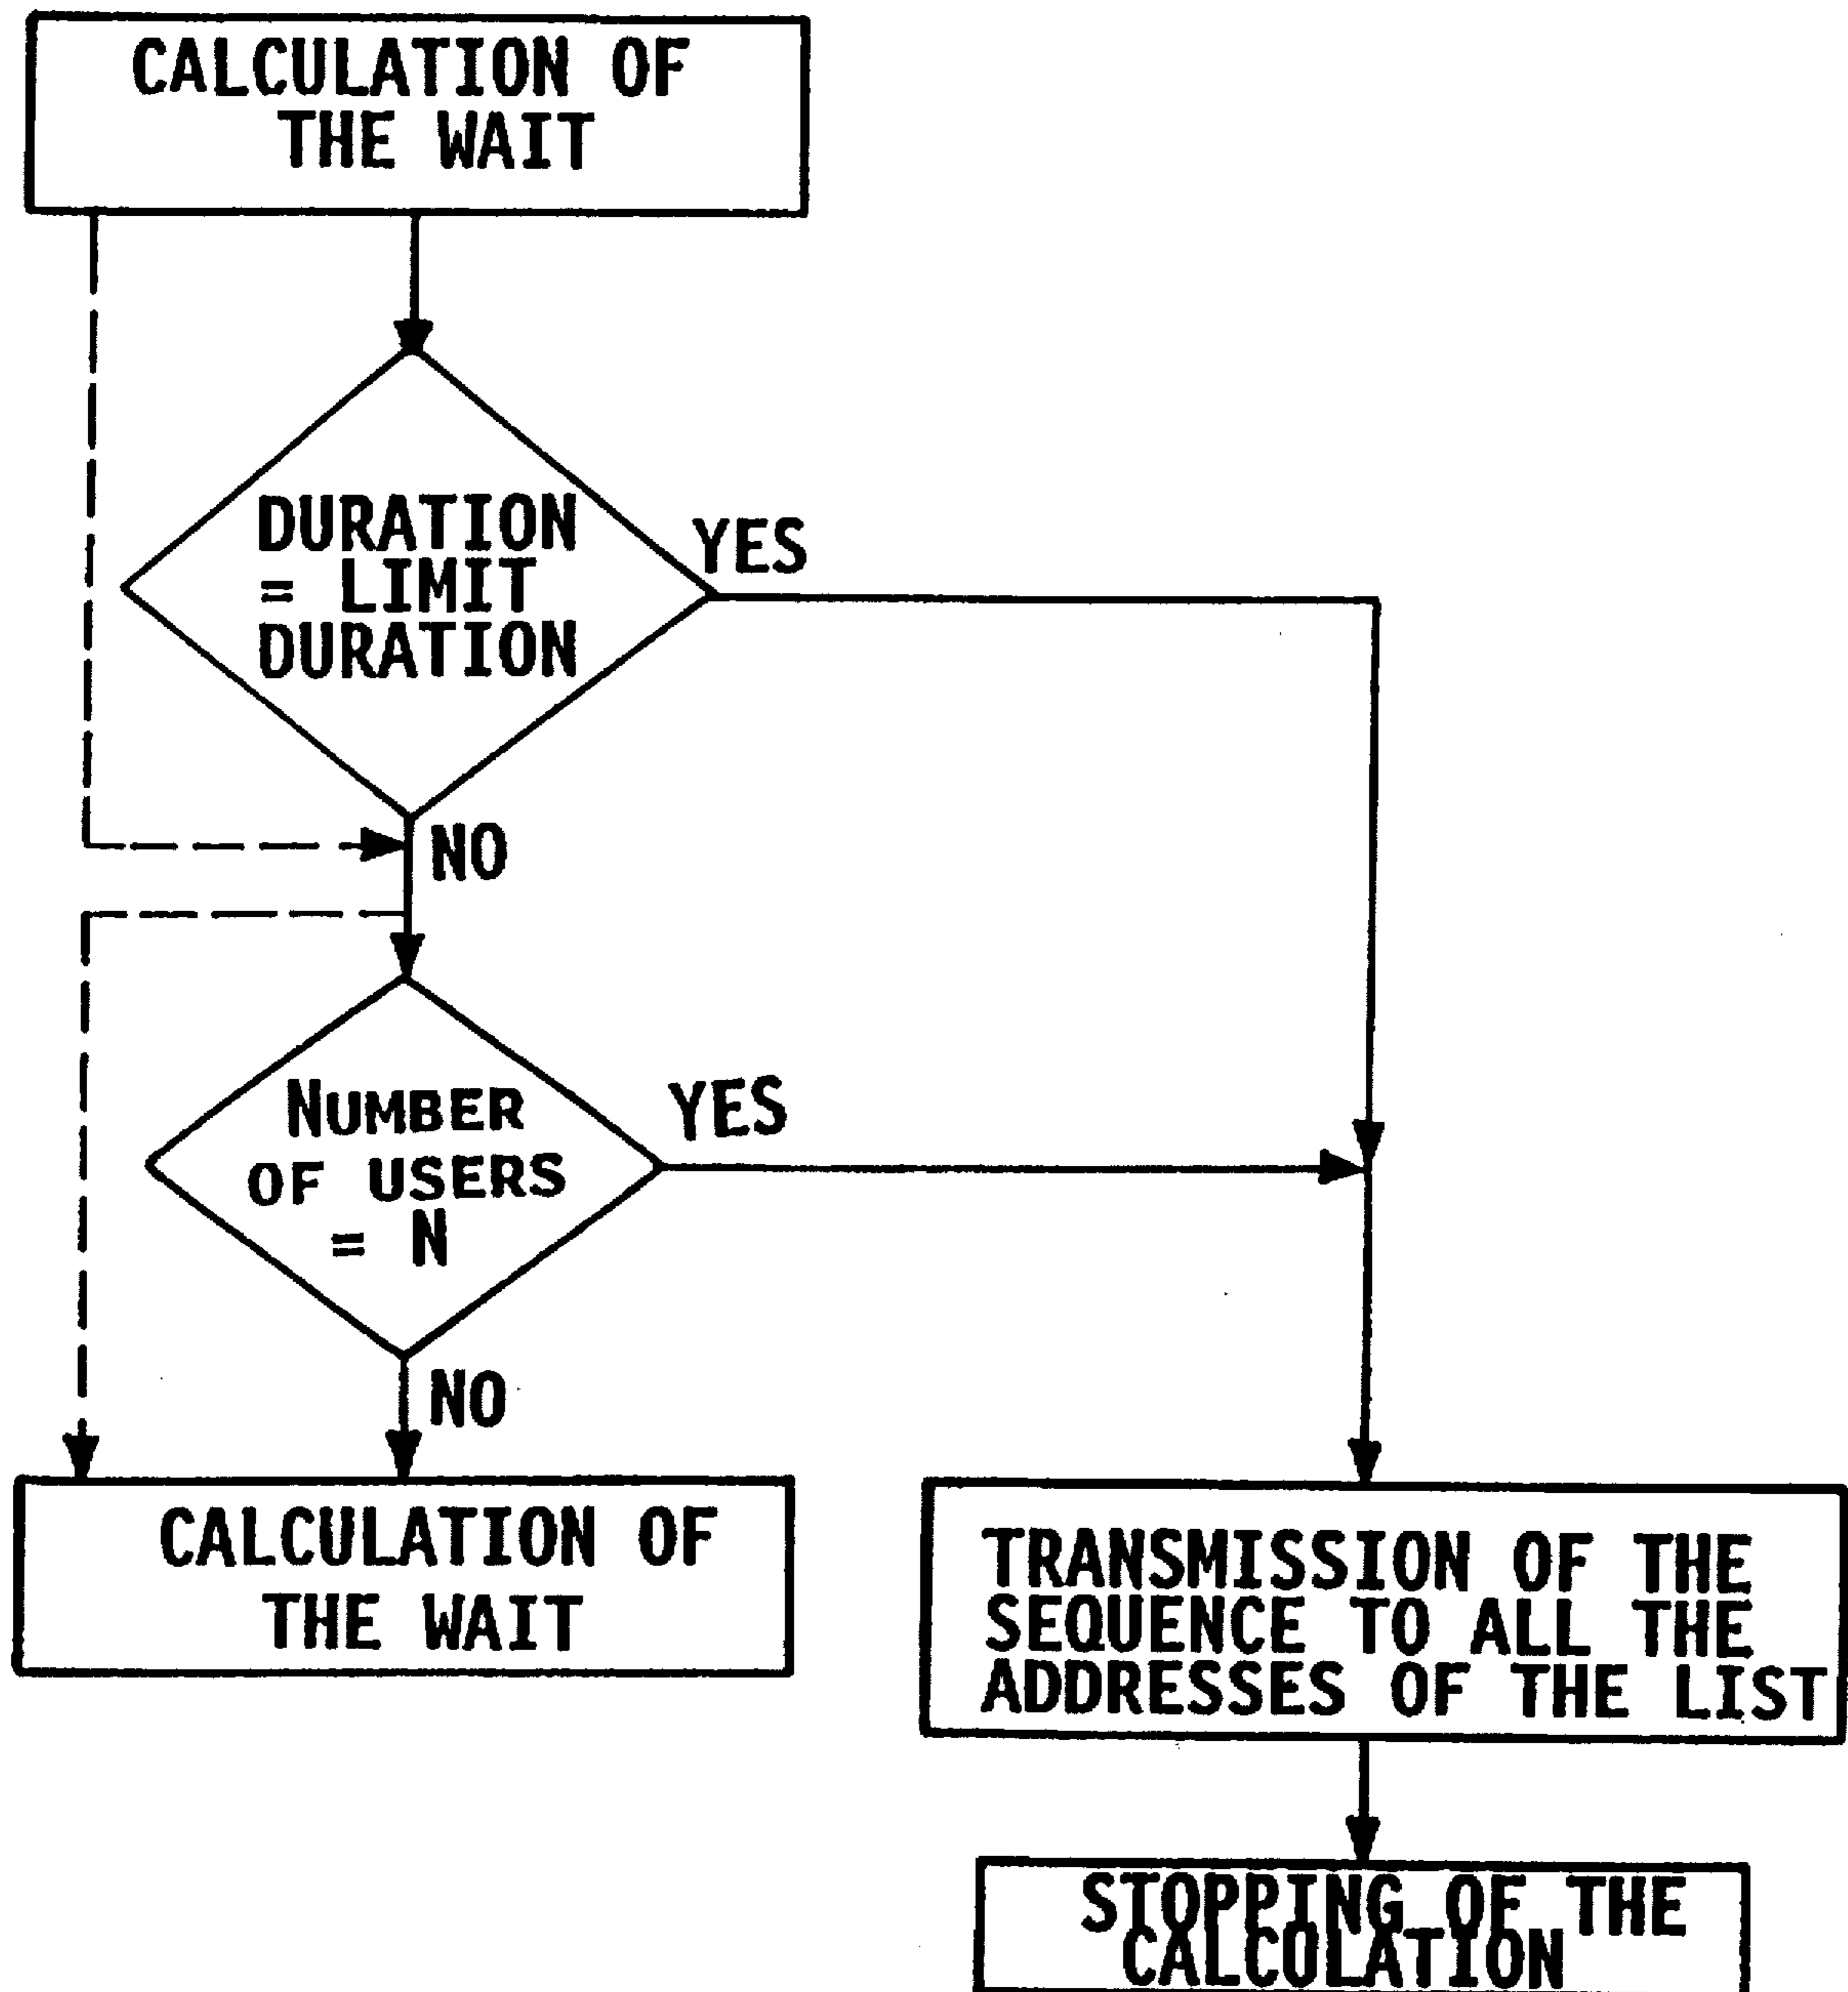 CALCULATION OF
THE WAIT
DURATION
= LIMIT
DURATION
YES
NO
NUMBER
OF USERS
= N
YES
NO
CALCULATION OF
THE WAIT
TRANSMISSION OF THE
SEQUENCE TO ALL THE
ADDRESSES OF THE LIST
STOPPING OF THE
CALCULATION